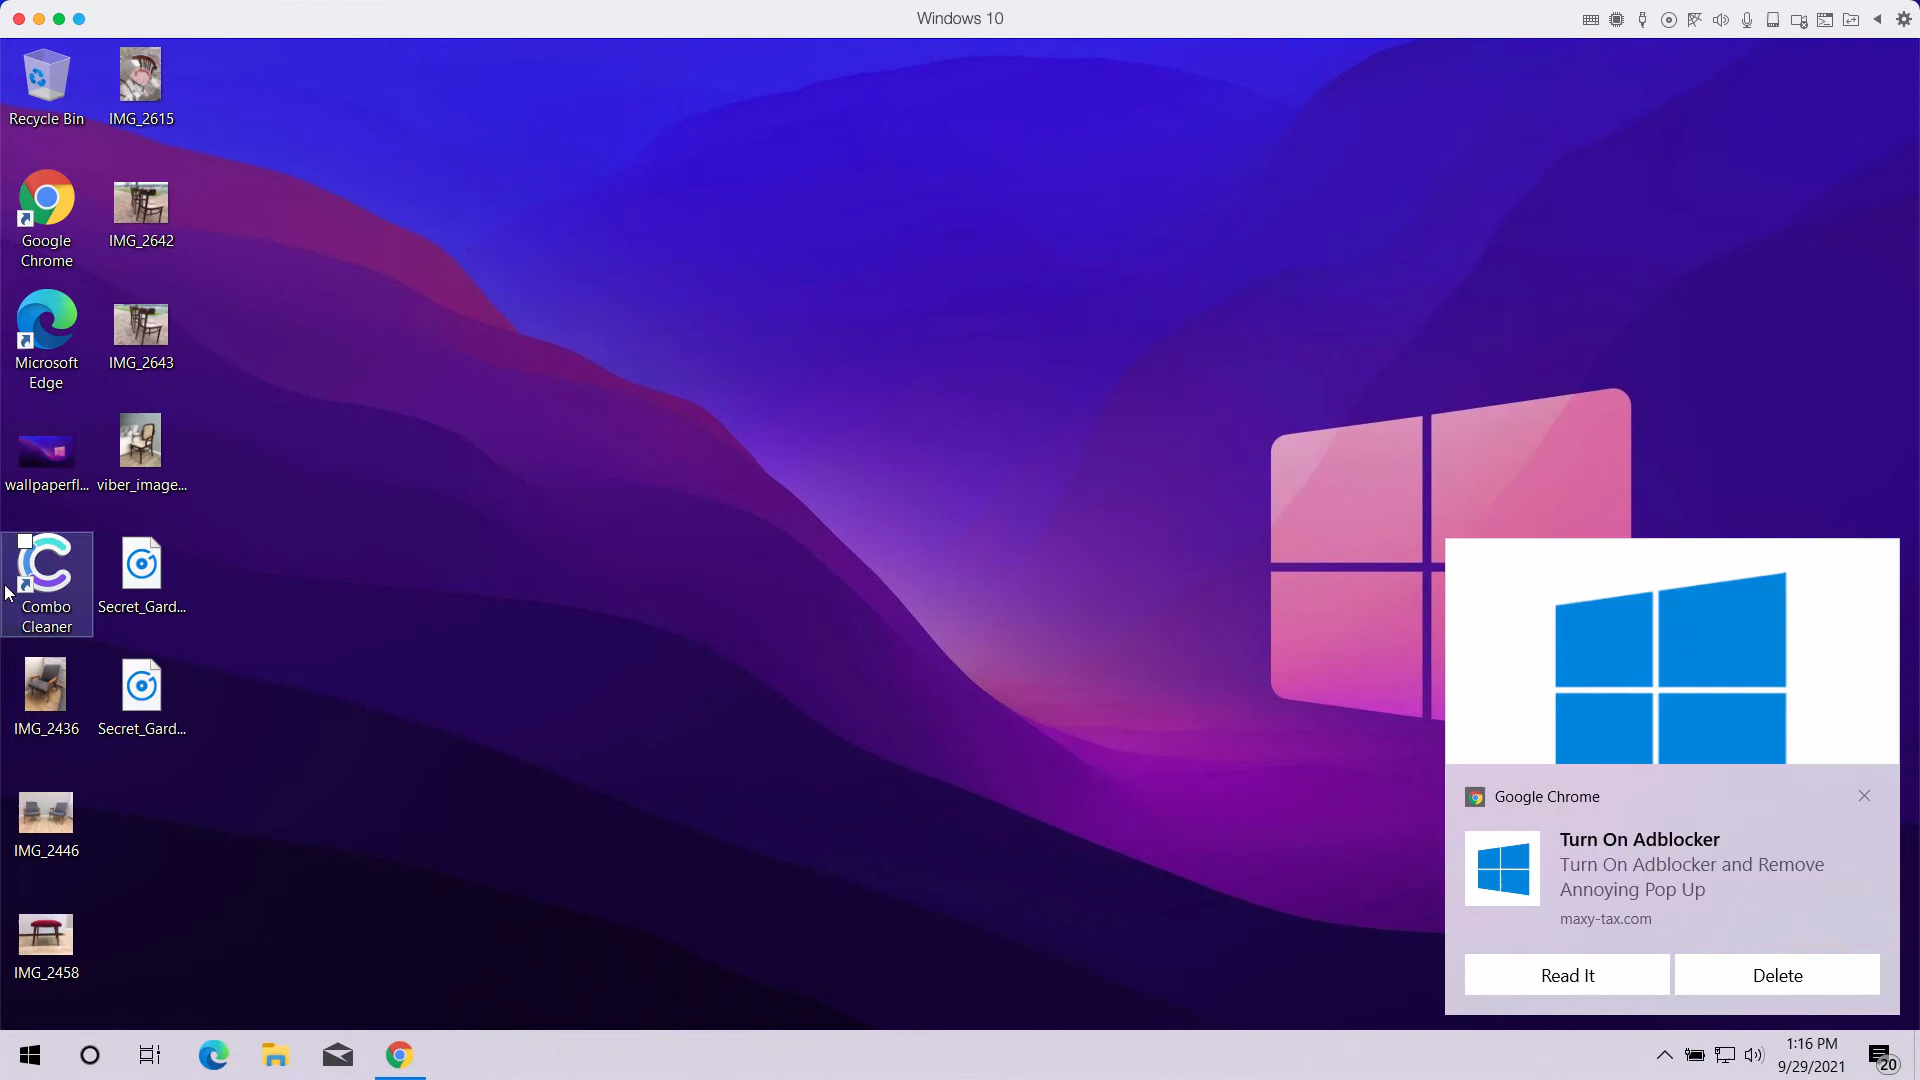 Windows 10
Recycle Bin
IMG_2615
Google
Chrome
IMG_2642
Microsoft
Edge
IMG_2643
wallpaperfl...
viber_image...
Combo
Cleaner
Secret_Gard...
IMG_2436
Secret_Gard...
IMG_2446
IMG_2458
Google Chrome
Turn On Adblocker
Turn On Adblocker and Remove
Annoying Pop Up
maxy-tax.com
Read It
Delete
1:16 PM
9/29/2021
20